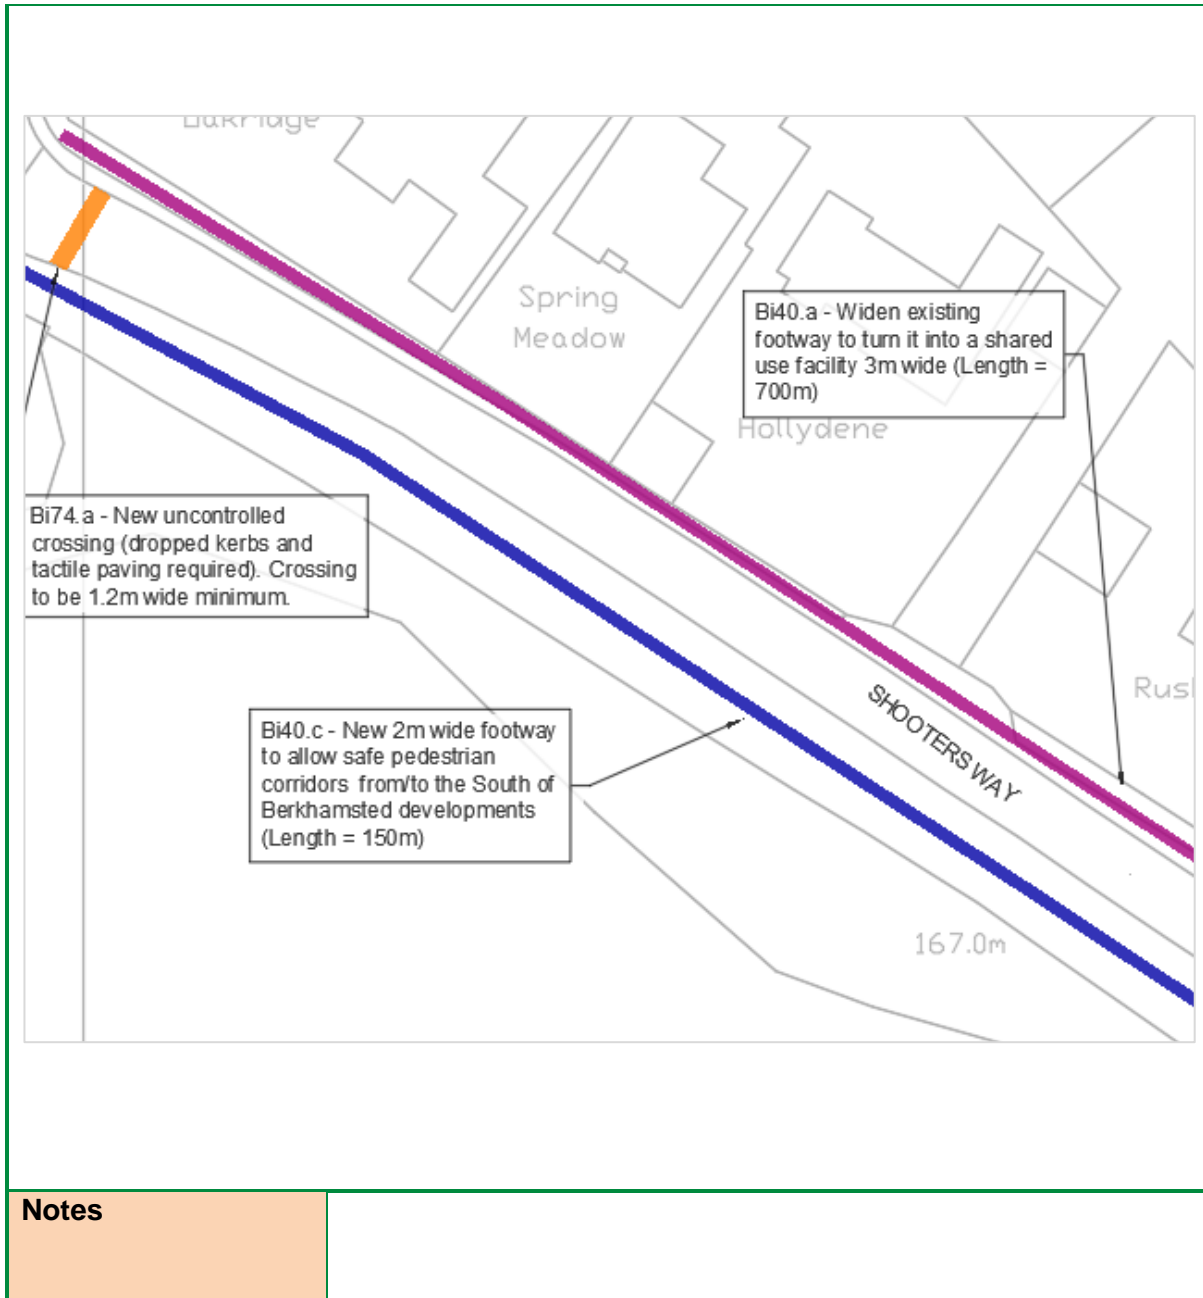 Oakridge
Spring
Meadow
Bi40.a - Widen existing
footway to turn it into a shared
use facility 3m wide (Length =
700m)
Hollydene
Bi74.a - New uncontrolled
crossing (dropped kerbs and
tactile paving required). Crossing
to be 1.2m wide minimum.
Rus
SHOOTERS WAY
Bi40.c - New 2m wide footway
to allow safe pedestrian
corridors from/to the South of
Berkhamsted developments
(Length = 150m)
167.0m
Notes